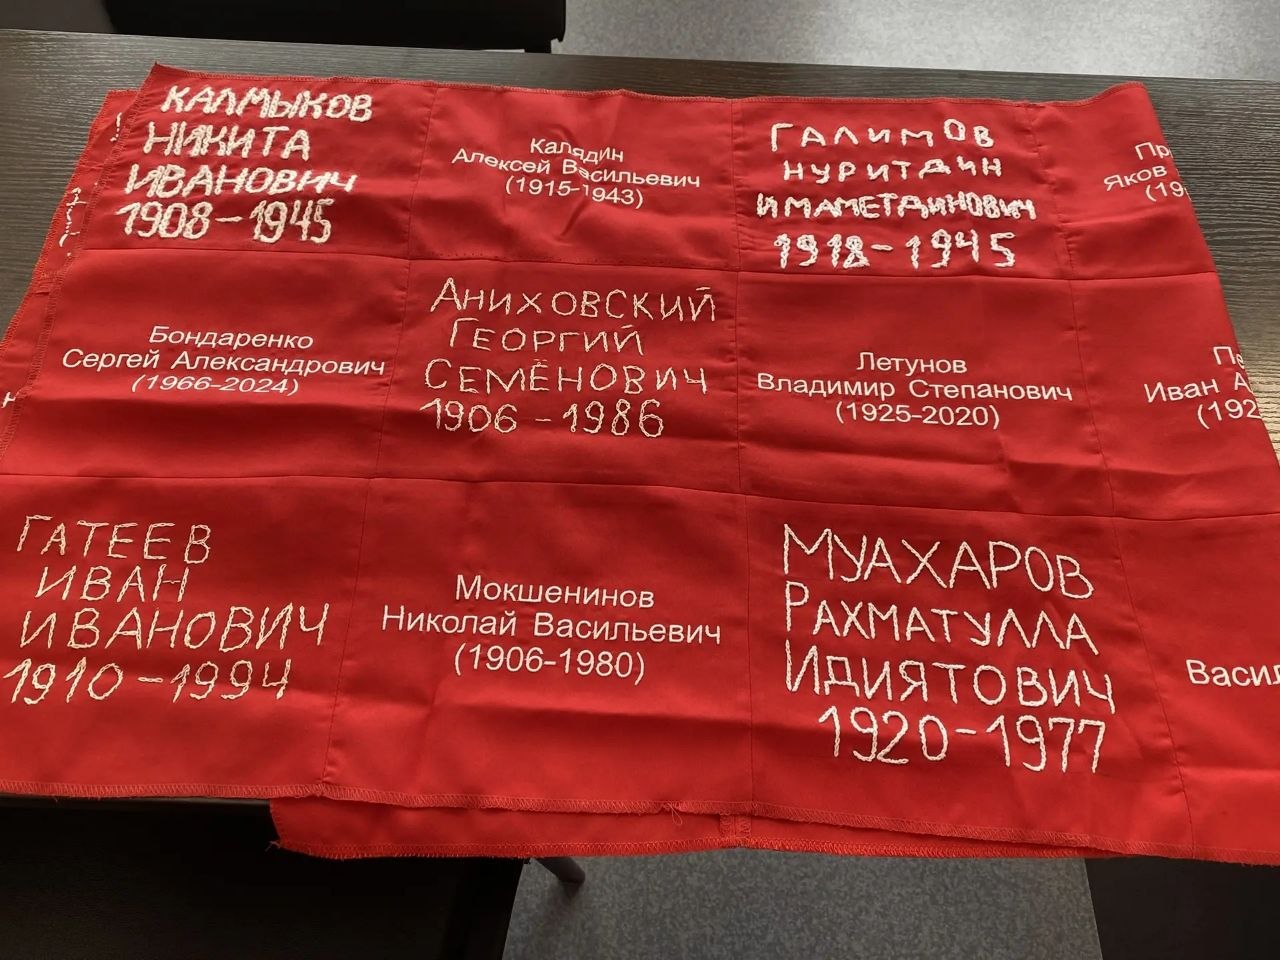 КАЛМЫКОВ
НИКИТА
ИВАНОВИЧ
1908-1945
Калядин
Алексей Васильевич
(1915-1943)
ГАЛИМОВ
НУРИТДИН
ИМАМЕТДИНОВИЧ
1918-1945
Яков
Бондаренко
Сергей Александрович
(1966-2024)
АНИХОВСКИЙ
ГЕОРГИЙ
СЕМЁНОВИЧ
1906-1986
Летунов
Владимир Степанович
(1925-2020)
Иван
ГАТЕЕВ
ИВАН
ИВАНОВИЧ
1910-1994
Мокшенинов
Николай Васильевич
(1906-1980)
МУАХАРОВ
РАХМАТУЛЛА
ИДИЯТОВИЧ
1920-1977